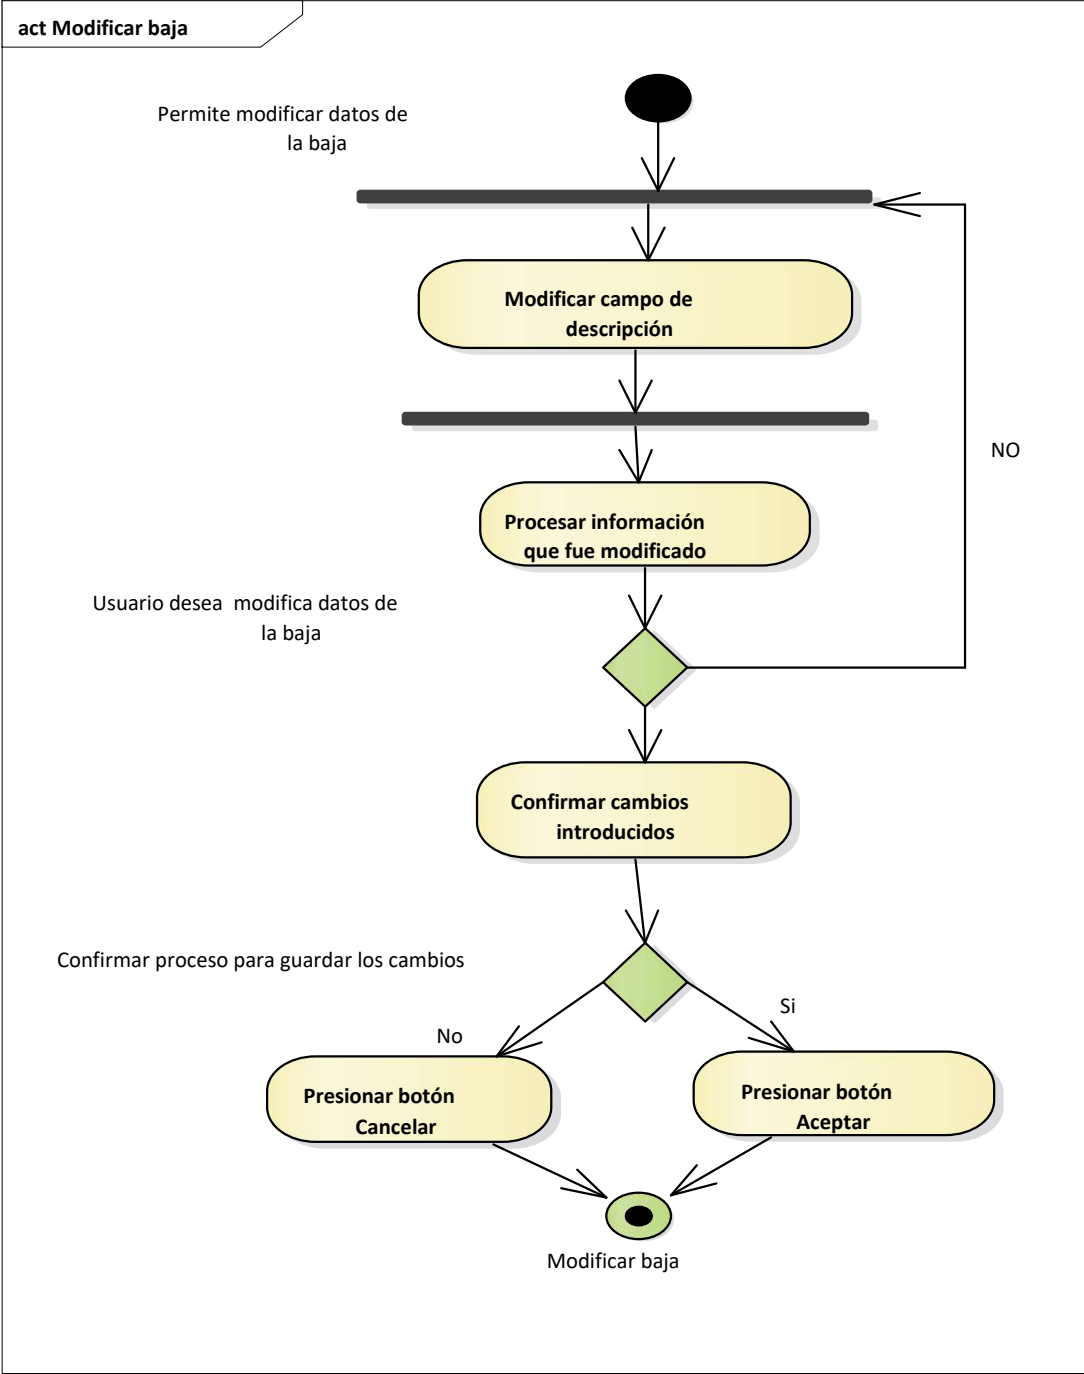 act Modificar baja
Permite modificar datos de
la baja
Modificar campo de
descripción
NO
Procesar información
que fue modificado
Usuario desea  modifica datos de
la baja
Confirmar cambios
introducidos
Confirmar proceso para guardar los cambios
Si
No
Presionar botón
Cancelar
Presionar botón
Aceptar
Modificar baja